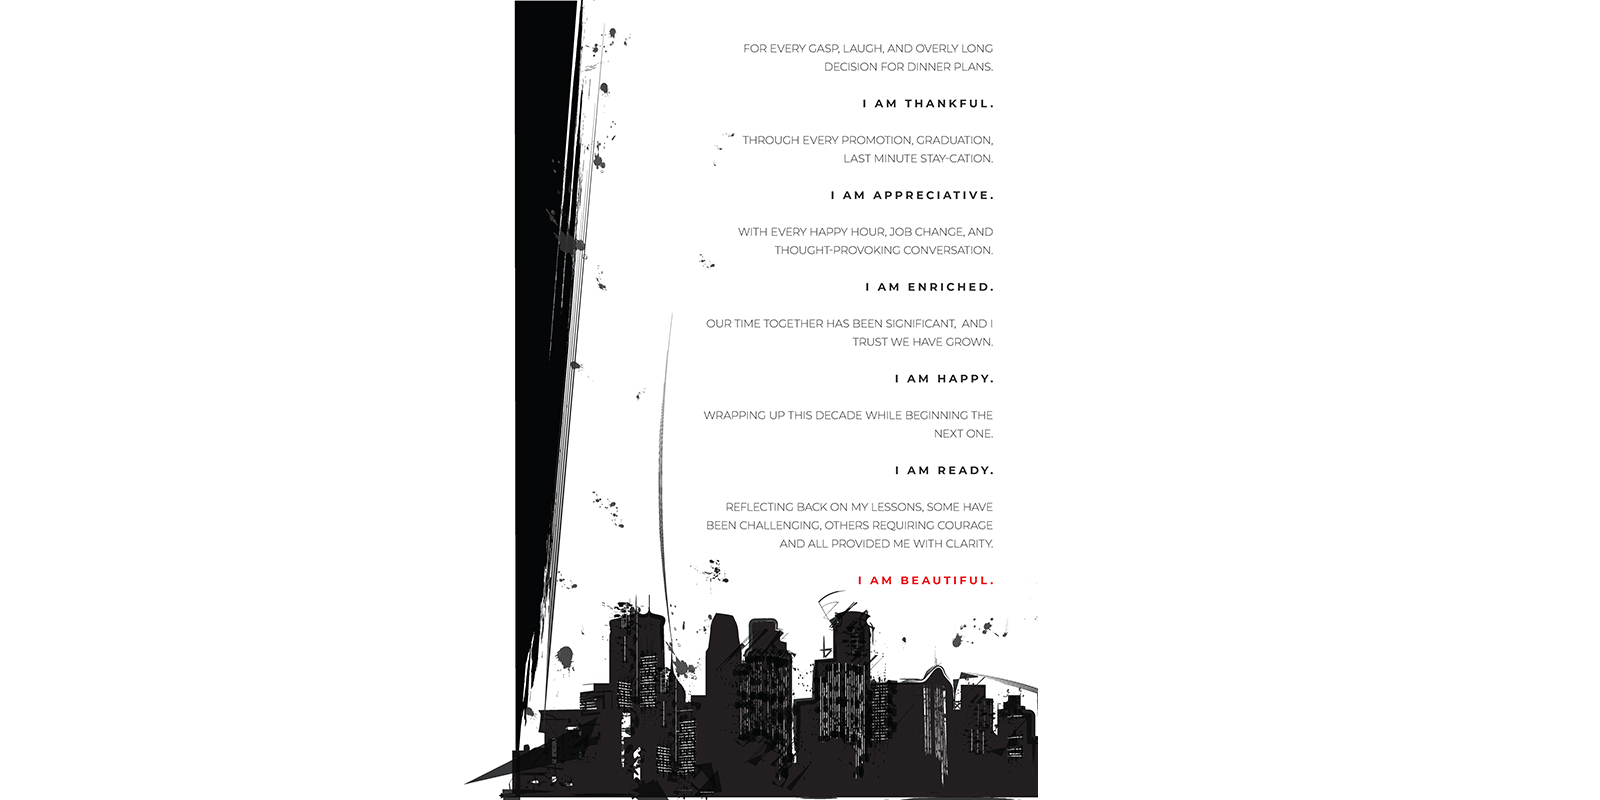 FOR EVERY GASP, LAUGH, AND OVERLY LONG
DECISION FOR DINNER PLANS.
I AM THANKFUL.
THROUGH EVERY PROMOTION, GRADUATION,
LAST MINUTE STAY-CATION.
I AM APPRECIATIVE.
WITH EVERY HAPPY HOUR, JOB CHANGE, AND
THOUGHT-PROVOKING CONVERSATION.
I AM ENRICHED.
OUR TIME TOGETHER HAS BEEN SIGNIFICANT, AND I
TRUST WE HAVE GROWN.
I AM HAPPY.
WRAPPING UP THIS DECADE WHILE BEGINNING THE
NEXT ONE.
I AM READY.
REFLECTING BACK ON MY LESSONS, SOME HAVE
BEEN CHALLENGING, OTHERS REQUIRING COURAGE
AND ALL PROVIDED ME WITH CLARITY.
I AM BEAUTIFUL.